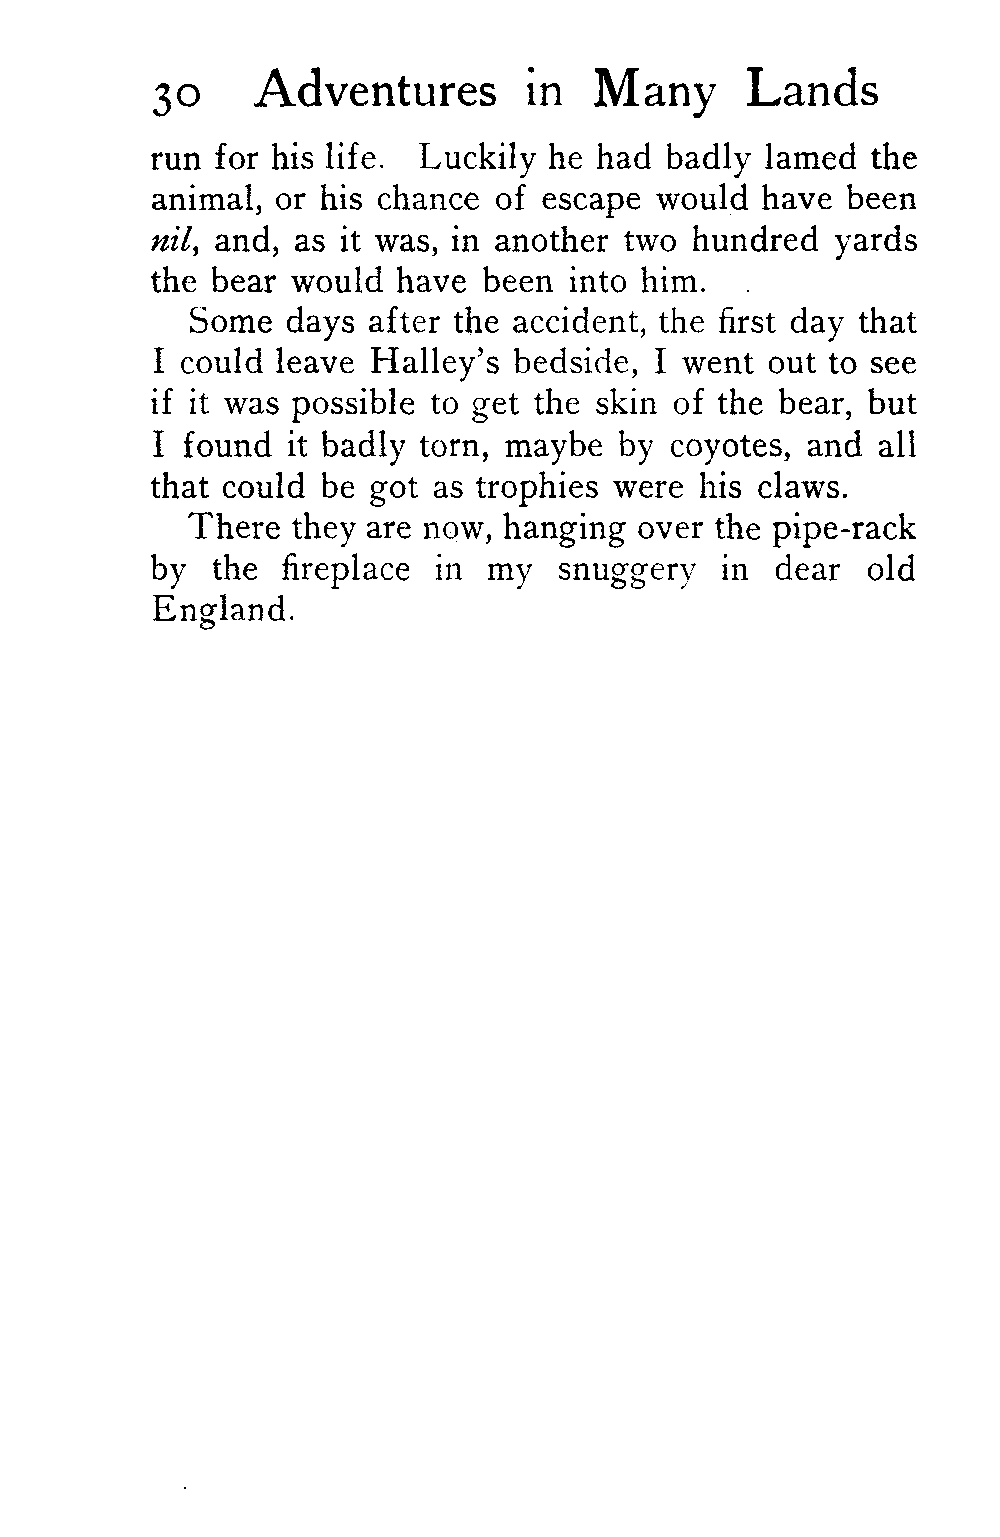 30 Adventures in Many Lands
run for his life. Luckily he had badly lamed the
animal, or his chance of escape would have been
nil, and, as it was, in another two hundred yards
the bear would have been into him.
Some days after the accident, the first day that
I could leave Halley's bedside, I went out to see
if it was possible to get the skin of the bear, but
I found it badly torn, maybe by coyotes, and all
that could be got as trophies were his claws.
There they are now, hanging over the pipe-rack
by the fireplace in my snuggery in dear old
England.